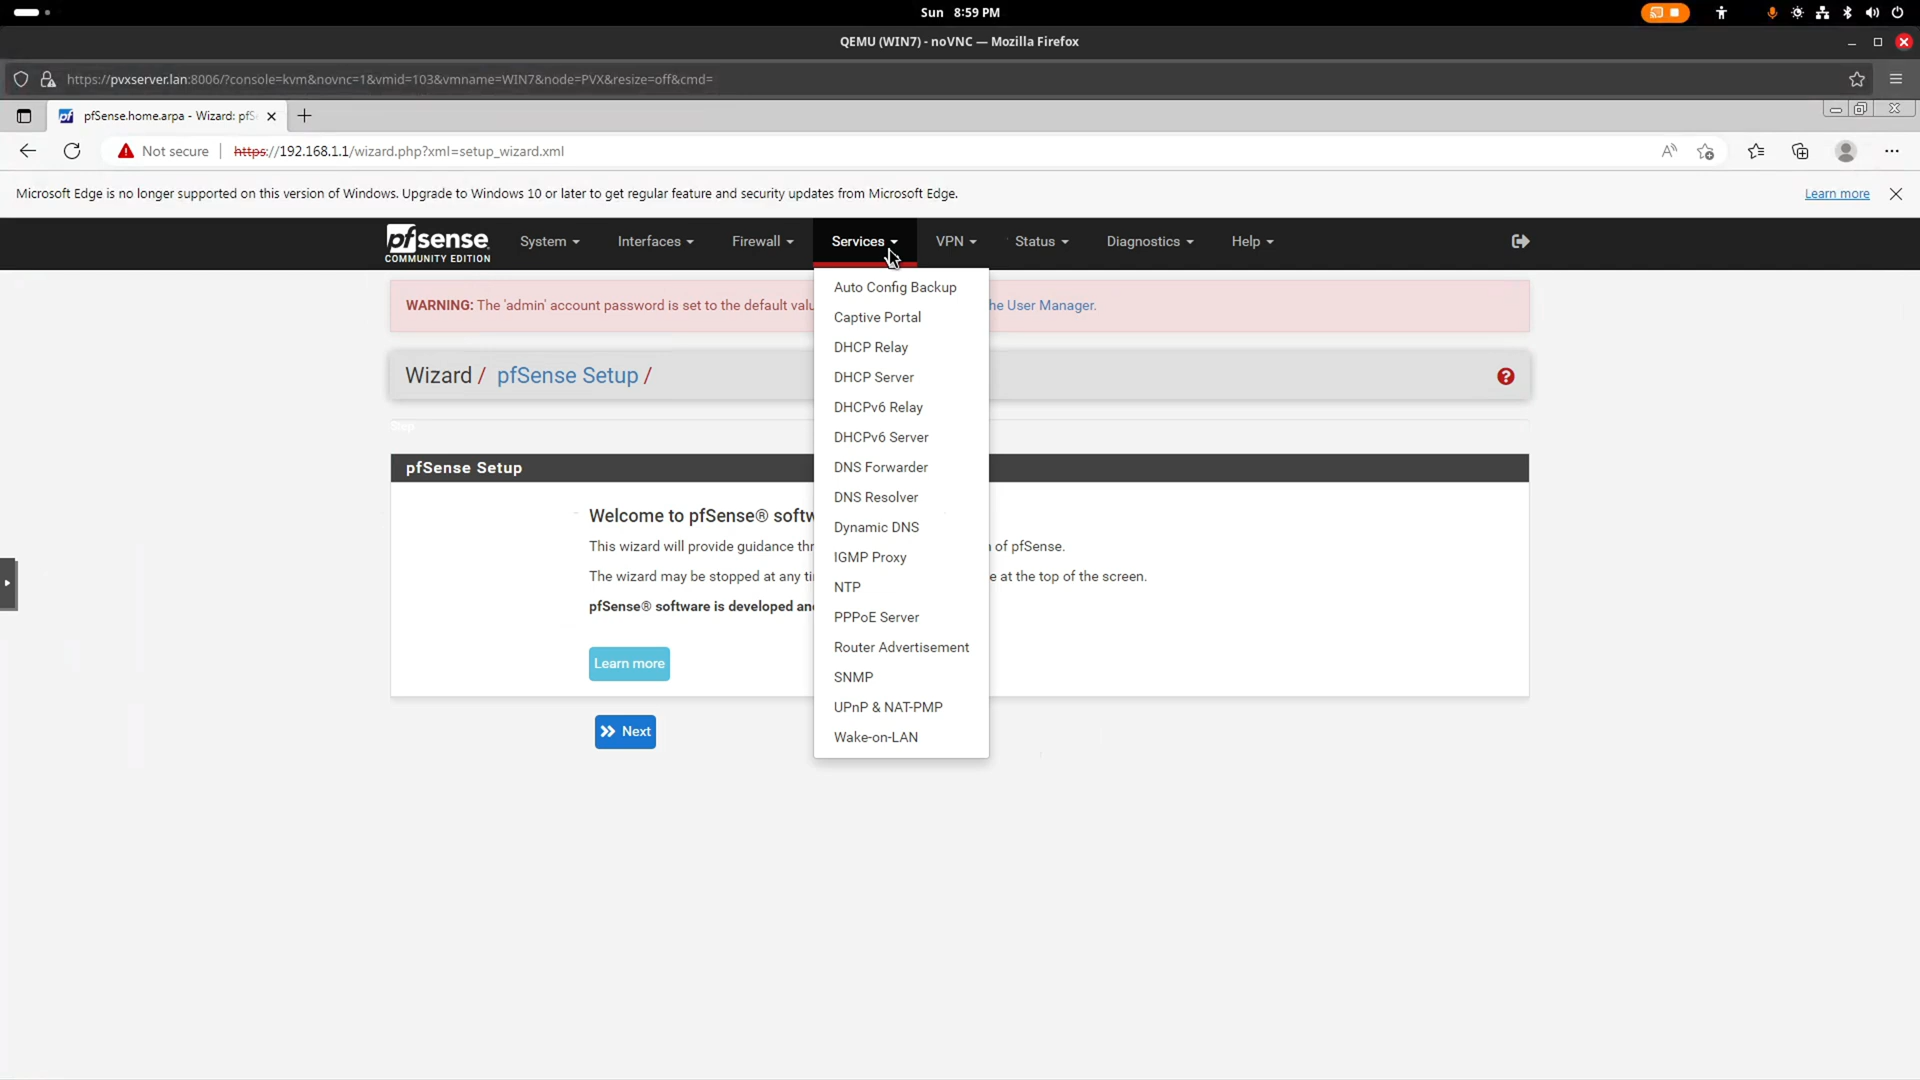 Sun 8:59 PM
QEMU (WIN7) - noVNC — Mozilla Firefox
https://pvxserver.lan:8006/?console=kvm&novnc=1&vmid=103&vmname=WIN7&node=PVX&resize=off&cmd=
pfSense.home.arpa - Wizard: pfS
Not secure
https://192.168.1.1/wizard.php?xml=setup_wizard.xml
Microsoft Edge is no longer supported on this version of Windows. Upgrade to Windows 10 or later to get regular feature and security updates from Microsoft Edge.
Learn more
pfsense
COMMUNITY EDITION
System
Interfaces
Firewall
Services
VPN
Status
Diagnostics
Help
WARNING: The 'admin' account password is set to the default valu
he User Manager.
Wizard / pfSense Setup /
Step
pfSense Setup
Welcome to pfSense® softw
This wizard will provide guidance thr
n of pfSense.
The wizard may be stopped at any ti
e at the top of the screen.
pfSense® software is developed an
Learn more
Next
Auto Config Backup
Captive Portal
DHCP Relay
DHCP Server
DHCPv6 Relay
DHCPv6 Server
DNS Forwarder
DNS Resolver
Dynamic DNS
IGMP Proxy
NTP
PPPoE Server
Router Advertisement
SNMP
UPnP & NAT-PMP
Wake-on-LAN